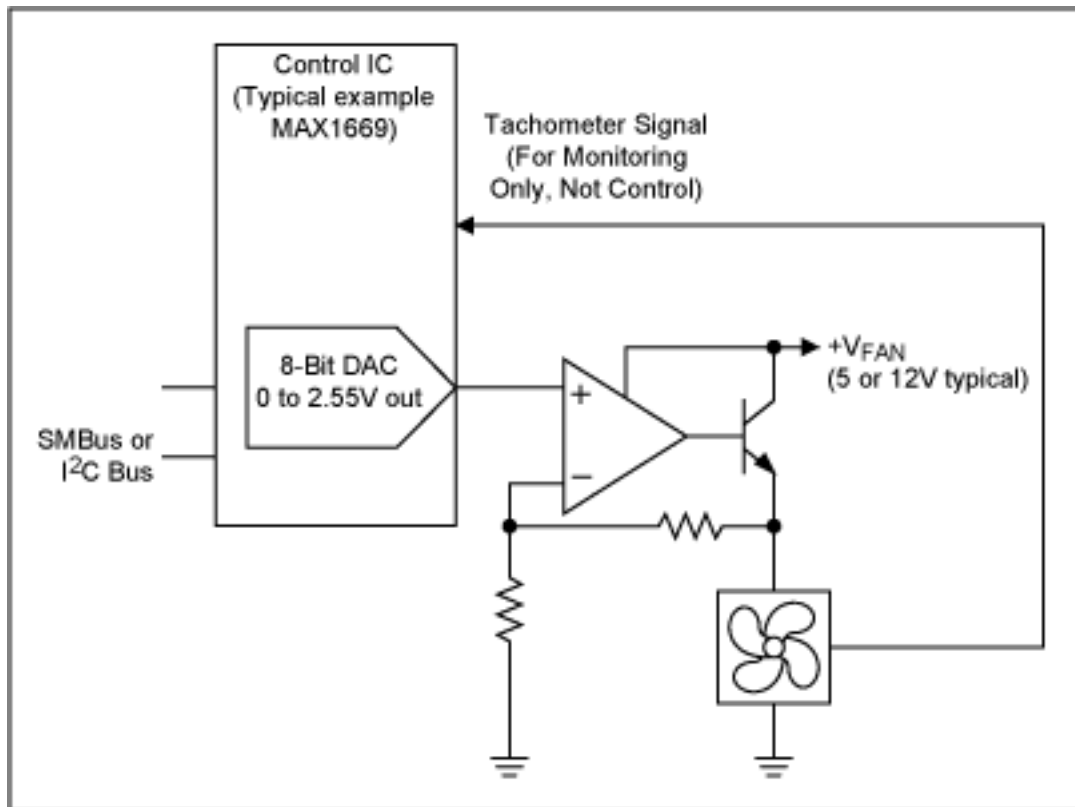 Control IC
(Typical example
MAX1669)
Tachometer Signal
(For Monitoring
Only, Not Control)
8-Bit DAC
0 to 2.55V out
+
−
+VFAN
(5 or 12V typical)
SMBus or
I²C Bus